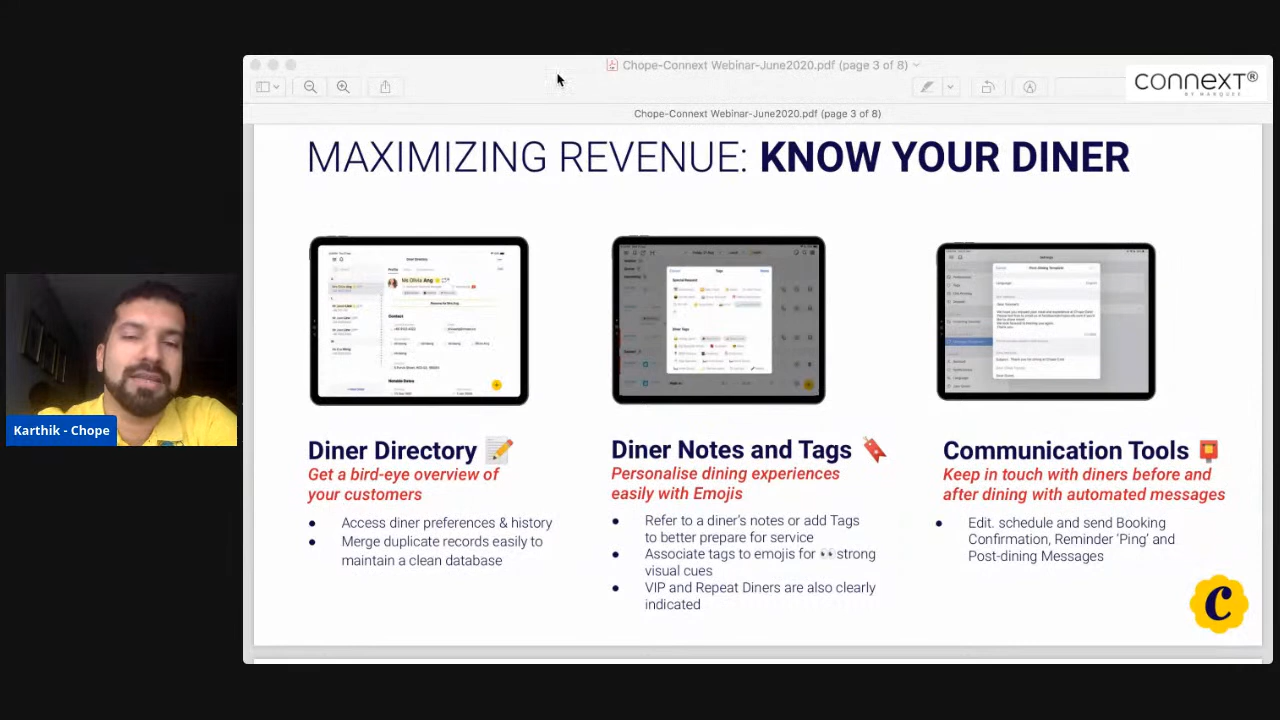 Chope-Connext Webinar-June2020.pdf (page 3 of 8)
connext®
BY MARQUEE
Chope-Connext Webinar-June2020.pdf (page 3 of 8)
MAXIMIZING REVENUE: KNOW YOUR DINER
Karthik - Chope
Diner Directory
Get a bird-eye overview of
your customers
● Access diner preferences & history
● Merge duplicate records easily to
maintain a clean database
Diner Notes and Tags
Personalise dining experiences
easily with Emojis
● Refer to a diner's notes or add Tags
to better prepare for service
● Associate tags to emojis for 👀 strong
visual cues
● VIP and Repeat Diners are also clearly
indicated
Communication Tools
Keep in touch with diners before and
after dining with automated messages
● Edit. schedule and send Booking
Confirmation, Reminder 'Ping' and
Post-dining Messages
C